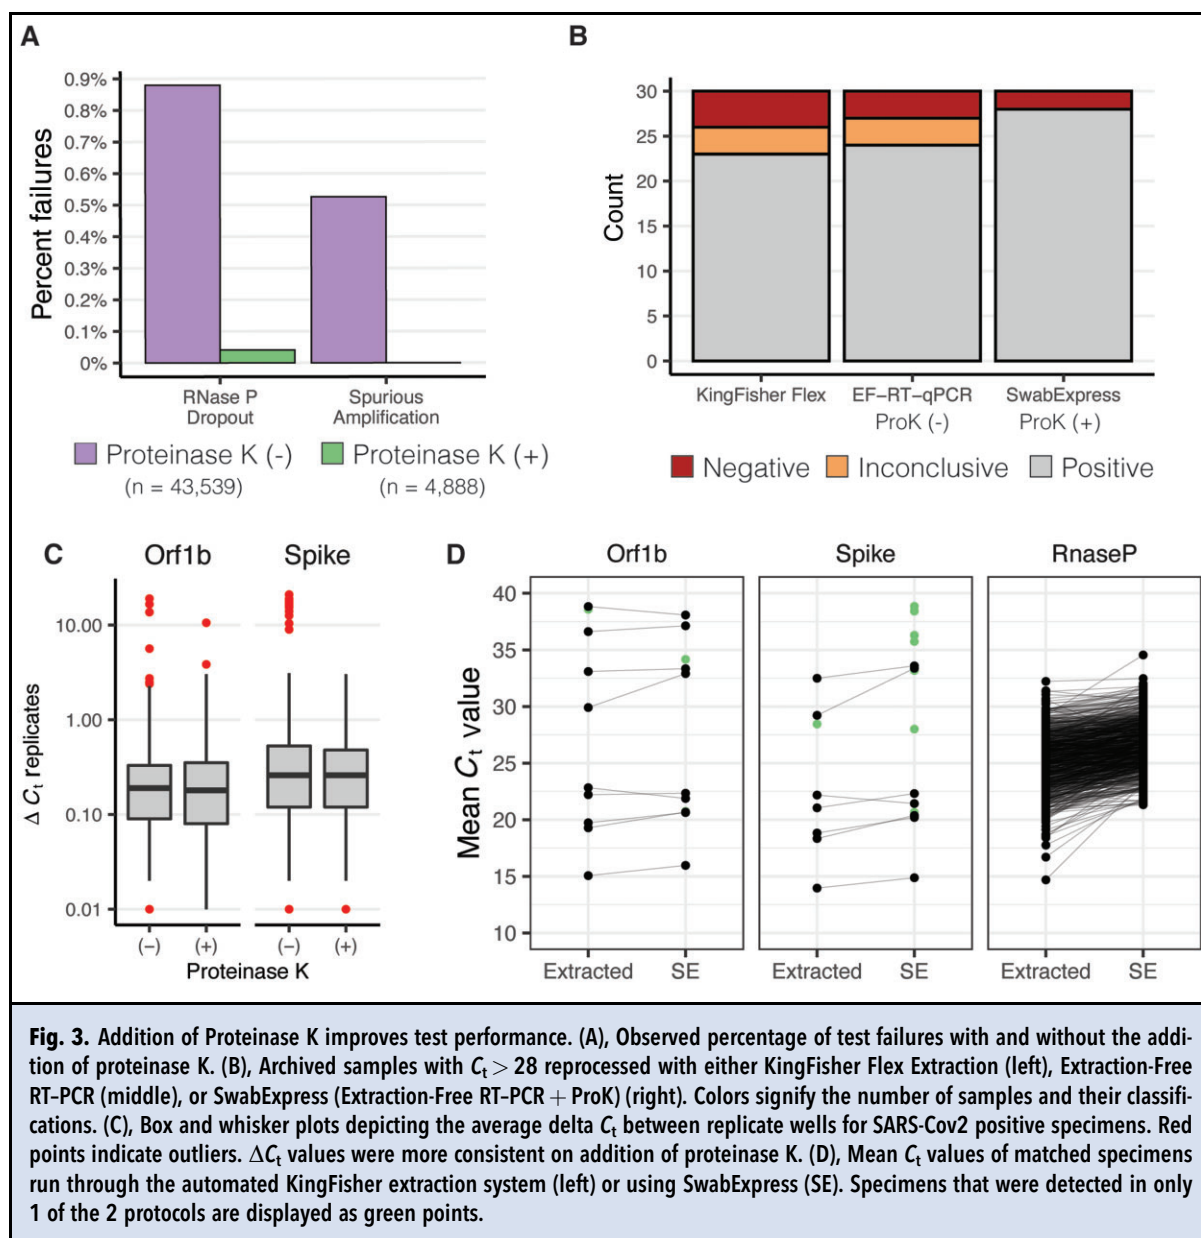 A
0.9%
0.8%
0.7%
0.6%
0.5%
0.4%
0.3%
0.2%
0.1%
0%
Percent failures
RNase P
Dropout
Spurious
Amplification
Proteinase K (-)
(n = 43,539)
Proteinase K (+)
(n = 4,888)
B
30
25
20
15
10
5
0
Count
KingFisher Flex
EF−RT−qPCR
ProK (-)
SwabExpress
ProK (+)
Negative
Inconclusive
Positive
C
Orf1b
Spike
10.00
1.00
0.10
0.01
Δ Ct replicates
(−) (+) (−) (+)
Proteinase K
D
Orf1b
Spike
RnaseP
40
35
30
25
20
15
10
Mean Ct value
Extracted SE Extracted SE Extracted SE
Fig. 3. Addition of Proteinase K improves test performance. (A), Observed percentage of test failures with and without the addi-
tion of proteinase K. (B), Archived samples with Ct > 28 reprocessed with either KingFisher Flex Extraction (left), Extraction-Free
RT–PCR (middle), or SwabExpress (Extraction-Free RT–PCR + ProK) (right). Colors signify the number of samples and their classifi-
cations. (C), Box and whisker plots depicting the average delta Ct between replicate wells for SARS-Cov2 positive specimens. Red
points indicate outliers. ΔCt values were more consistent on addition of proteinase K. (D), Mean Ct values of matched specimens
run through the automated KingFisher extraction system (left) or using SwabExpress (SE). Specimens that were detected in only
1 of the 2 protocols are displayed as green points.